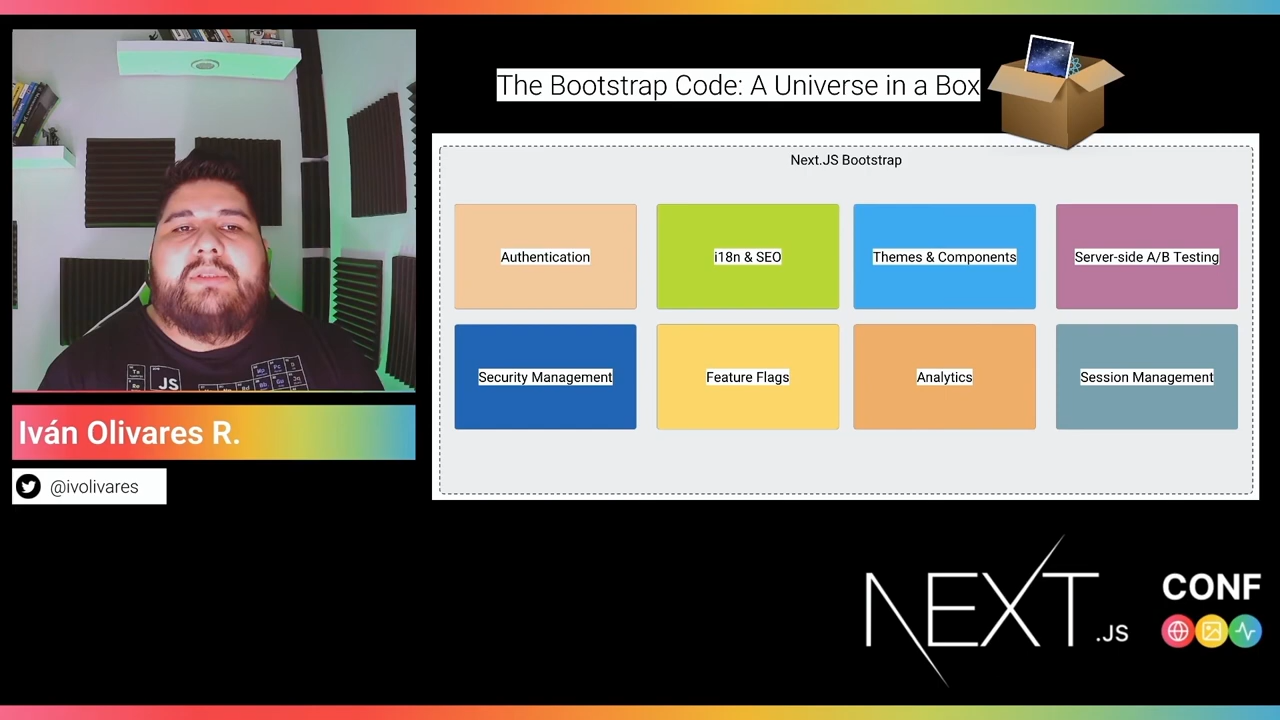 The Bootstrap Code: A Universe in a Box
Next.JS Bootstrap
Authentication
i18n & SEO
Themes & Components
Server-side A/B Testing
Security Management
Feature Flags
Analytics
Session Management
JS
Iván Olivares R.
@ivolivares
NEXT.JS
CONF